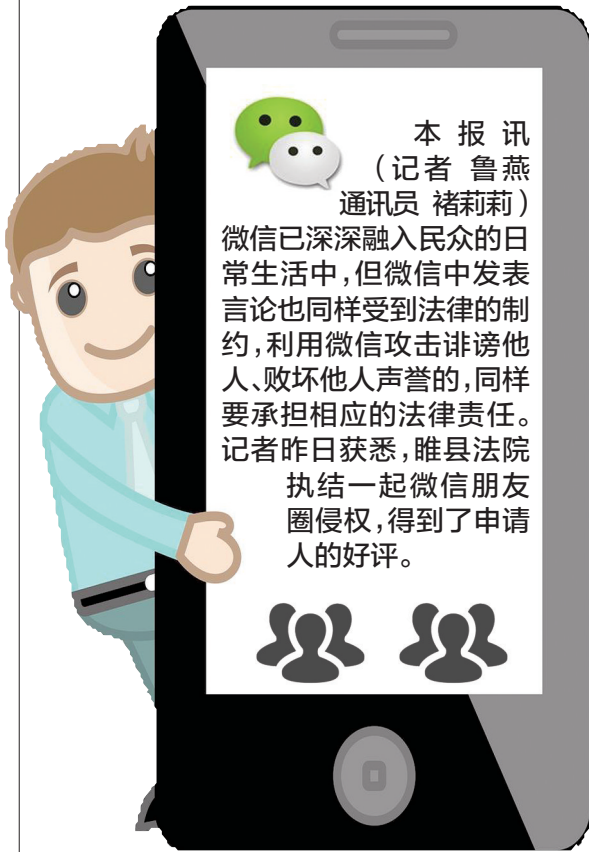 本报讯
（记者 鲁燕
通讯员 褚莉莉）
微信已深深融入民众的日
常生活中，但微信中发表
言论也同样受到法律的制
约，利用微信攻击诽谤他
人、败坏他人声誉的，同样
要承担相应的法律责任。
记者昨日获悉，睢县法院
执结一起微信朋友
圈侵权，得到了申请
人的好评。